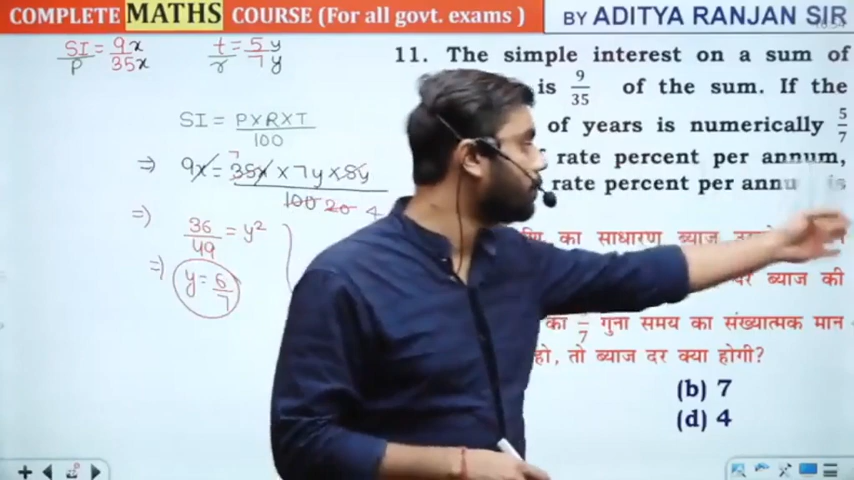 COMPLETE MATHS COURSE (For all govt. exams )
BY ADITYA RANJAN SIR
SI/P = 9x/35x
t/r = 5y/7y
SI = P×R×T/100
⇒ 9x = 35x × 7y × 5y / 100 20 4
7
⇒ 36/49 = y²
⇒ y = 6/7
11. The simple interest on a sum of
is 9/35 of the sum. If the
of years is numerically 5/7
rate percent per annum,
rate percent per annu is
का साधारण ब्याज
ब्याज की
का /7 गुना समय का संख्यात्मक मान
हो, तो ब्याज दर क्या होगी?
(b) 7
(d) 4